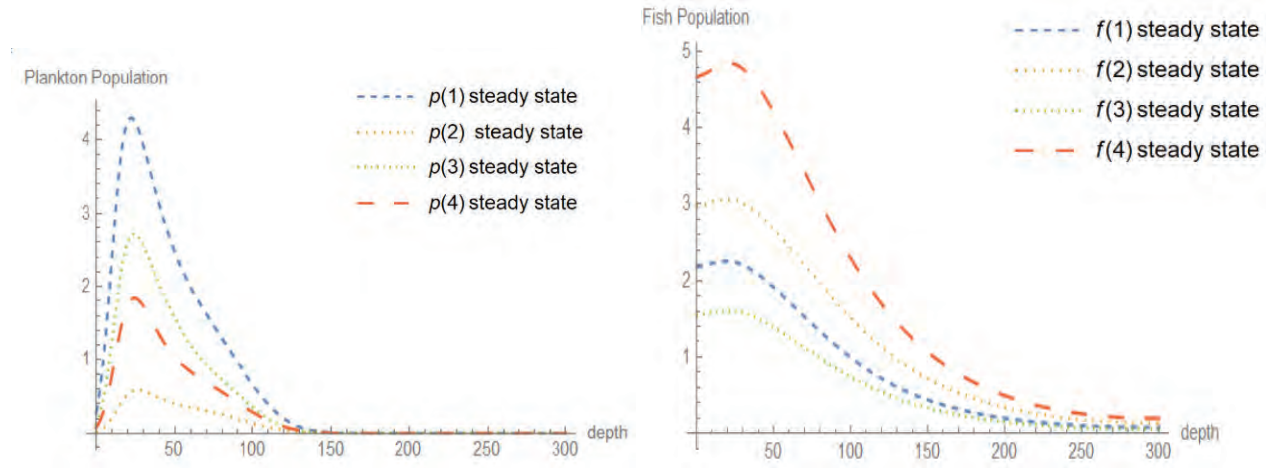 Plankton Population
p(1) steady state
p(2) steady state
p(3) steady state
p(4) steady state
4
3
2
1
50
100
150
200
250
300
depth
Fish Population
f(1) steady state
f(2) steady state
f(3) steady state
f(4) steady state
5
4
3
2
1
50
100
150
200
250
300
depth